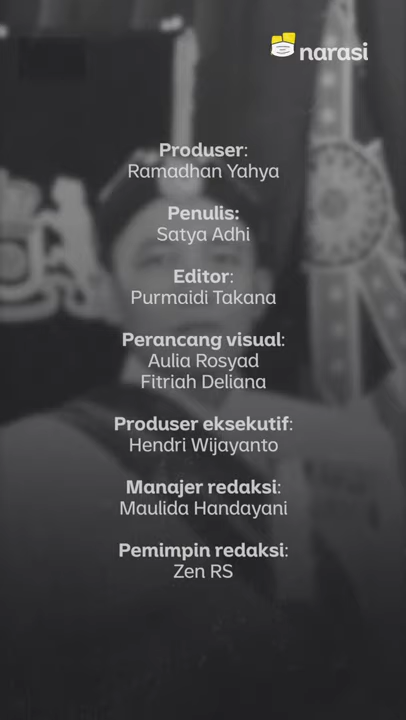 narasi
Produser:
Ramadhan Yahya
Penulis:
Satya Adhi
Editor:
Purmaidi Takana
Perancang visual:
Aulia Rosyad
Fitriah Deliana
Produser eksekutif:
Hendri Wijayanto
Manajer redaksi:
Maulida Handayani
Pemimpin redaksi:
Zen RS